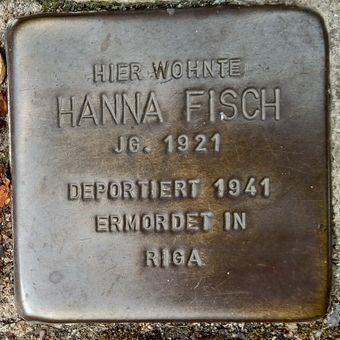 HIER WOHNTE
HANNA FISCH
JG. 1921
DEPORTIERT 1941
ERMORDET IN
RIGA